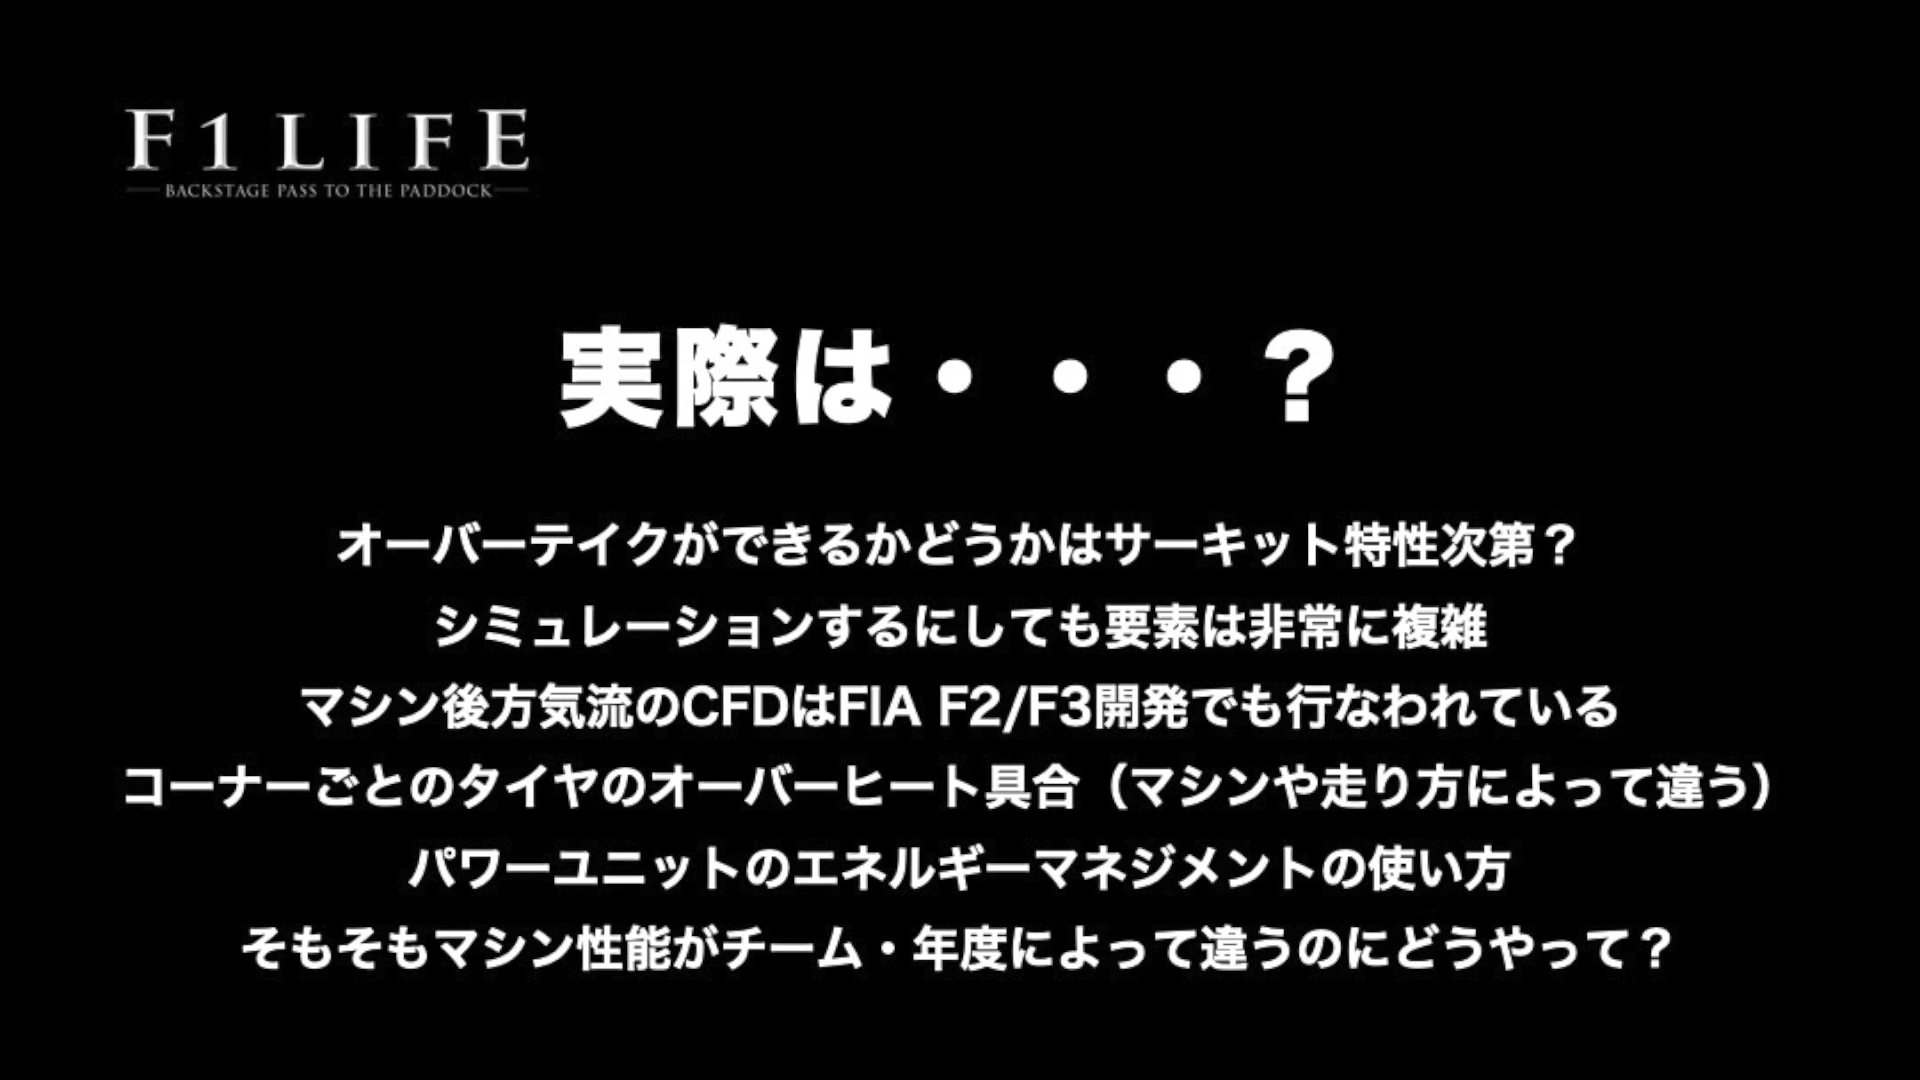 F1 LIFE
BACKSTAGE PASS TO THE PADDOCK
実際は・・・？
オーバーテイクができるかどうかはサーキット特性次第？
シミュレーションするにしても要素は非常に複雑
マシン後方気流のCFDはFIA F2/F3開発でも行なわれている
コーナーごとのタイヤのオーバーヒート具合（マシンや走り方によって違う）
パワーユニットのエネルギーマネジメントの使い方
そもそもマシン性能がチーム・年度によって違うのにどうやって？